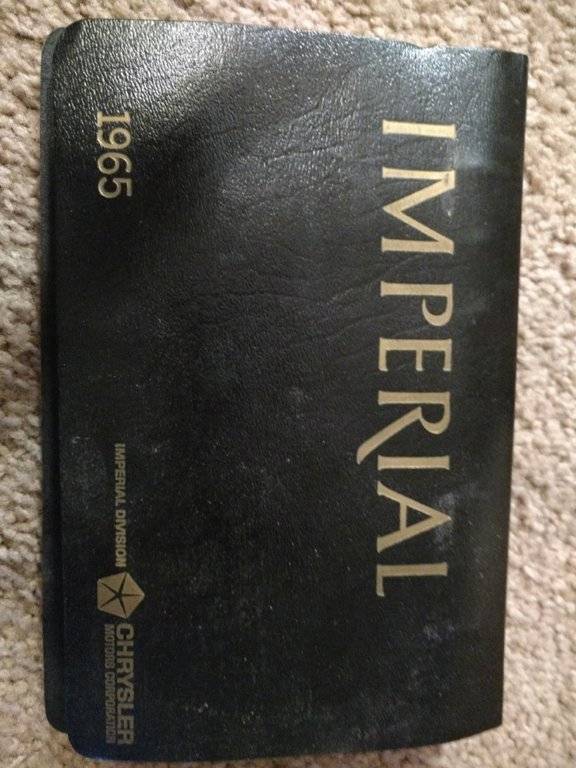 IMPERIAL
1965
IMPERIAL DIVISION
CHRYSLER
MOTORS CORPORATION